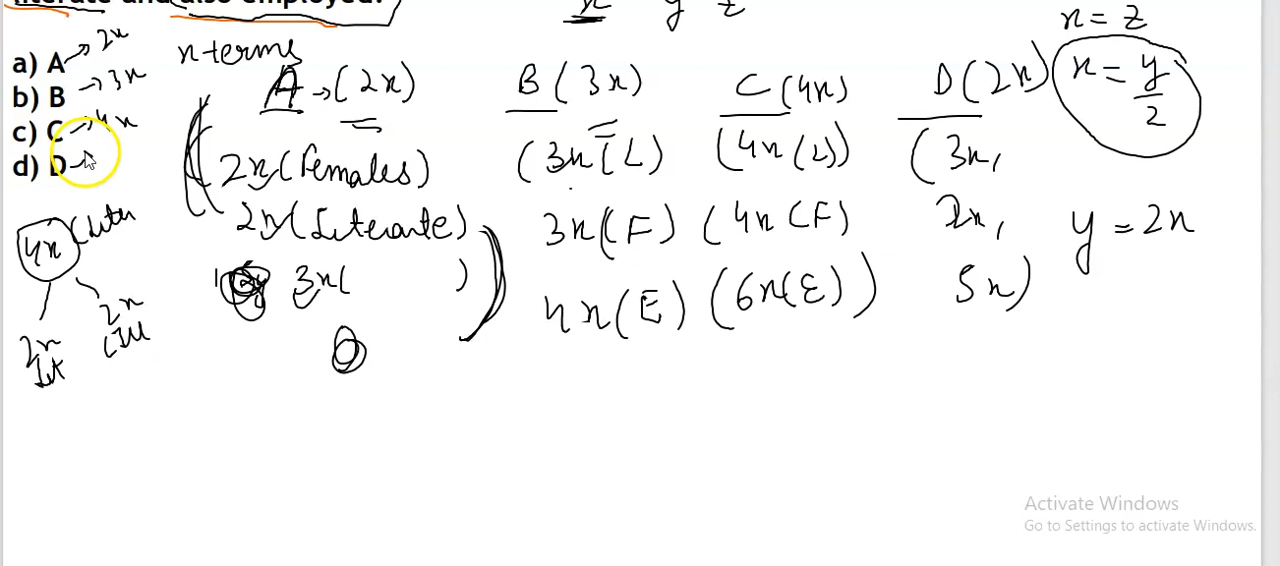 literate and also employed.
x y z
x = z
a) A → 2x
b) B → 3x
c) C → 4x
d) D →
x-terms
A → (2x) B (3x) C (4x) D (2x)
x = y/2
2x (females) (3x (L) (4x (L)) (3x,
2x (Literate) 3x (F) (4x (F) 2x,
y = 2x
3x ( ) 4x (E) (6x (E)) 5x)
4x
2x
2x
Activate Windows
Go to Settings to activate Windows.